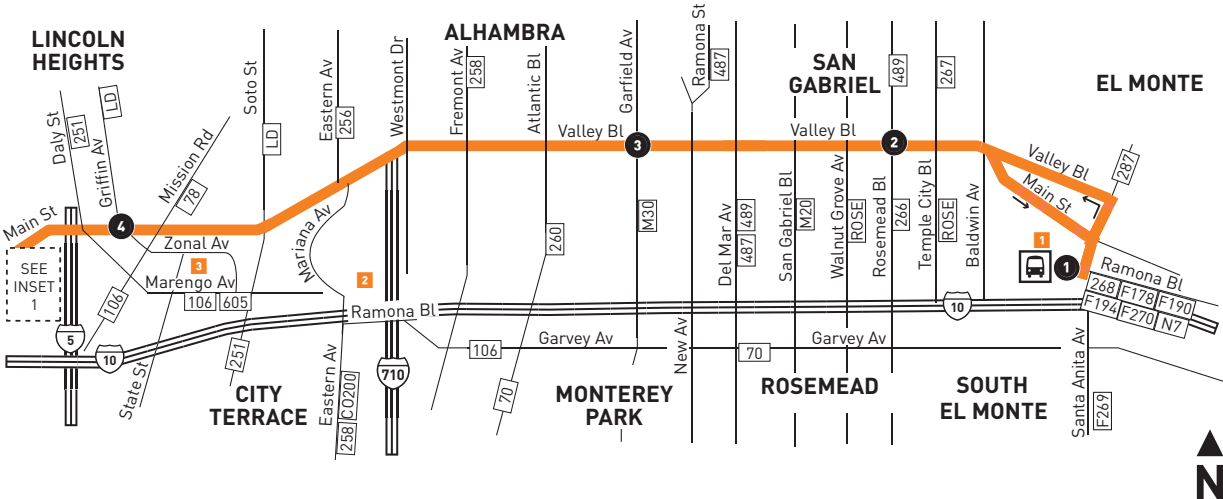 LINCOLN
HEIGHTS
ALHAMBRA
SAN
GABRIEL
EL MONTE
CITY
TERRACE
MONTEREY
PARK
ROSEMEAD
SOUTH
EL MONTE
Daly St
251
Griffin Av
LD
Mission Rd
78
Soto St
LD
Eastern Av
256
Westmont Dr
Fremont Av
258
Atlantic Bl
Garfield Av
Ramona St
487
489
267
Valley Bl
3
Valley Bl
2
Valley Bl
287
Main St
Main St
4
Zonal Av
3
Marengo Av
106
605
SEE
INSET
1
106
Mariana Av
2
260
M30
Del Mar Av
487
489
San Gabriel Bl
M20
Walnut Grove Av
ROSE
Rosemead Bl
266
Temple City Bl
ROSE
Baldwin Av
1
1
Ramona Bl
268
F178
F190
F194
F270
N7
5
10
State St
251
Ramona Bl
10
710
Eastern Av
258
CO200
106
Garvey Av
70
New Av
70
Garvey Av
Santa Anita Av
F269
N